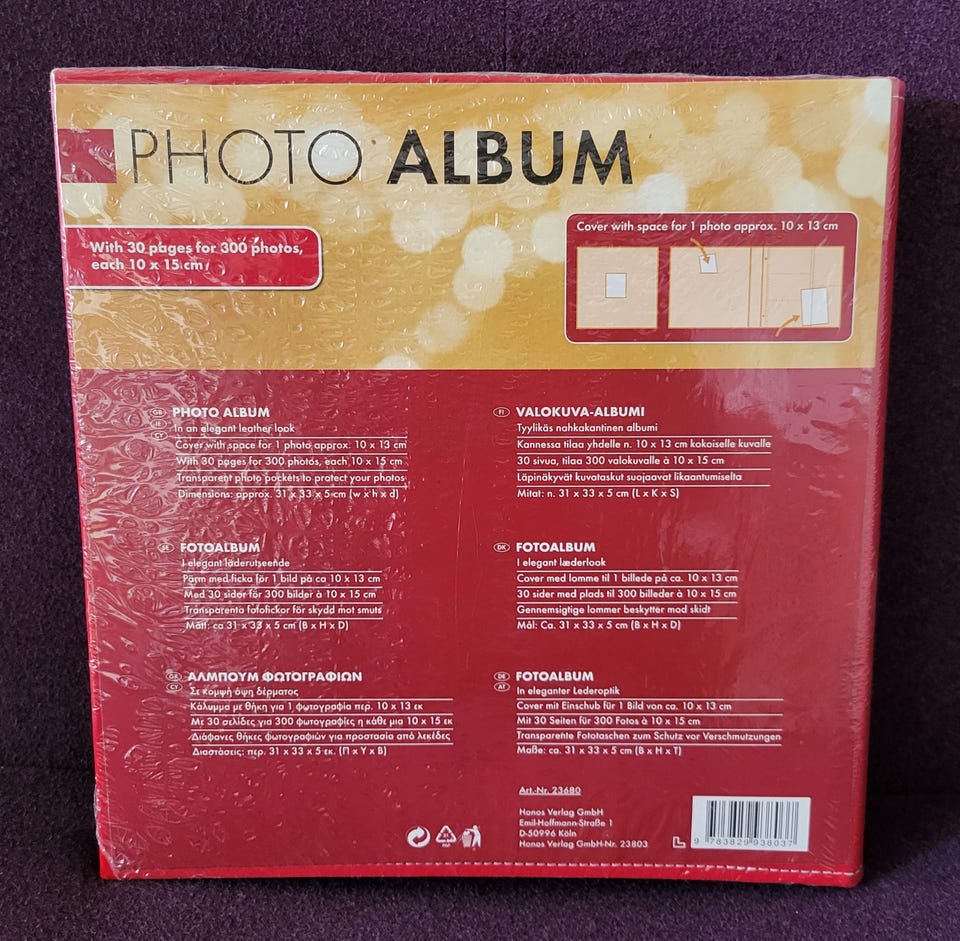 PHOTO ALBUM
With 30 pages for 300 photos,
each 10 x 15 cm
Cover with space for 1 photo approx. 10 x 13 cm
GB IE CY PHOTO ALBUM
In an elegant leather look
Cover with space for 1 photo approx: 10 x 13 cm
With 30 pages for 300 photos, each 10 x 15 cm
Transparent photo pockets to protect your photos
Dimensions: approx. 31 x 33 x 5 cm (w x h x d)
FI VALOKUVA-ALBUMI
Tyylikäs nahkakantinen albumi
Kannessa tilaa yhdelle n. 10 x 13 cm kokoiselle kuvalle
30 sivua, tilaa 300 valokuvalle à 10 x 15 cm
Läpinäkyvät kuvataskut suojaavat likaantumiselta
Mitat: n. 31 x 33 x 5 cm (L x K x S)
SE FOTOALBUM
I elegant läderutseende
Pärm med ficka för 1 bild på ca 10 x 13 cm
Med 30 sidor för 300 bilder à 10 x 15 cm
Transparenta fotofickor för skydd mot smuts
Mått: ca 31 x 33 x 5 cm (B x H x D)
DK FOTOALBUM
I elegant læderlook
Cover med lomme til 1 billede på ca. 10 x 13 cm
30 sider med plads til 300 billeder à 10 x 15 cm
Gennemsigtige lommer beskytter mod skidt
Mål: Ca. 31 x 33 x 5 cm (B x H x D)
GR CY ΑΛΜΠΟΥΜ ΦΩΤΟΓΡΑΦΙΩΝ
Σε κομψή όψη δέρματος
Κάλυμμα με θήκη για 1 φωτογραφία περ. 10 x 13 εκ
Με 30 σελίδες για 300 φωτογραφίες η κάθε μια 10 x 15 εκ
Διάφανες θήκες φωτογραφιών για προστασία από λεκέδες
Διαστάσεις: περ. 31 x 33 x 5 εκ. (Π x Υ x Β)
DE AT FOTOALBUM
In eleganter Lederoptik
Cover mit Einschub für 1 Bild von ca. 10 x 13 cm
Mit 30 Seiten für 300 Fotos à 10 x 15 cm
Transparente Fototaschen zum Schutz vor Verschmutzungen
Maße: ca. 31 x 33 x 5 cm (B x H x T)
Art.-Nr. 23680
Honos Verlag GmbH
Emil-Hoffmann-Straße 1
D-50996 Köln
Honos Verlag GmbH-Nr. 23803
9 783829 938037